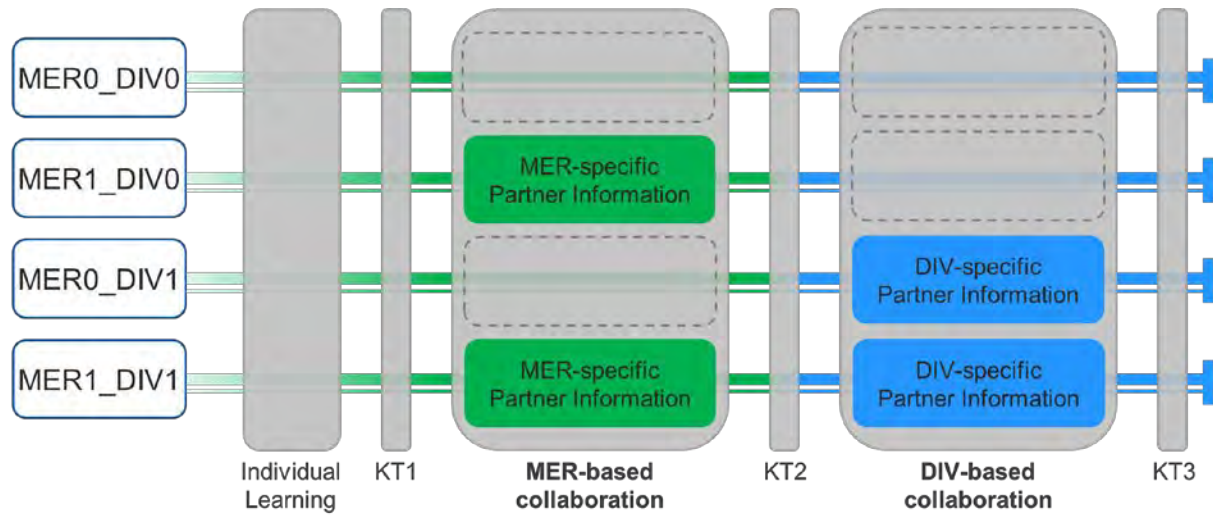 MER0_DIV0
MER1_DIV0
MER-specific
Partner Information
MER0_DIV1
DIV-specific
Partner Information
MER1_DIV1
MER-specific
Partner Information
DIV-specific
Partner Information
Individual
Learning
KT1
MER-based
collaboration
KT2
DIV-based
collaboration
KT3